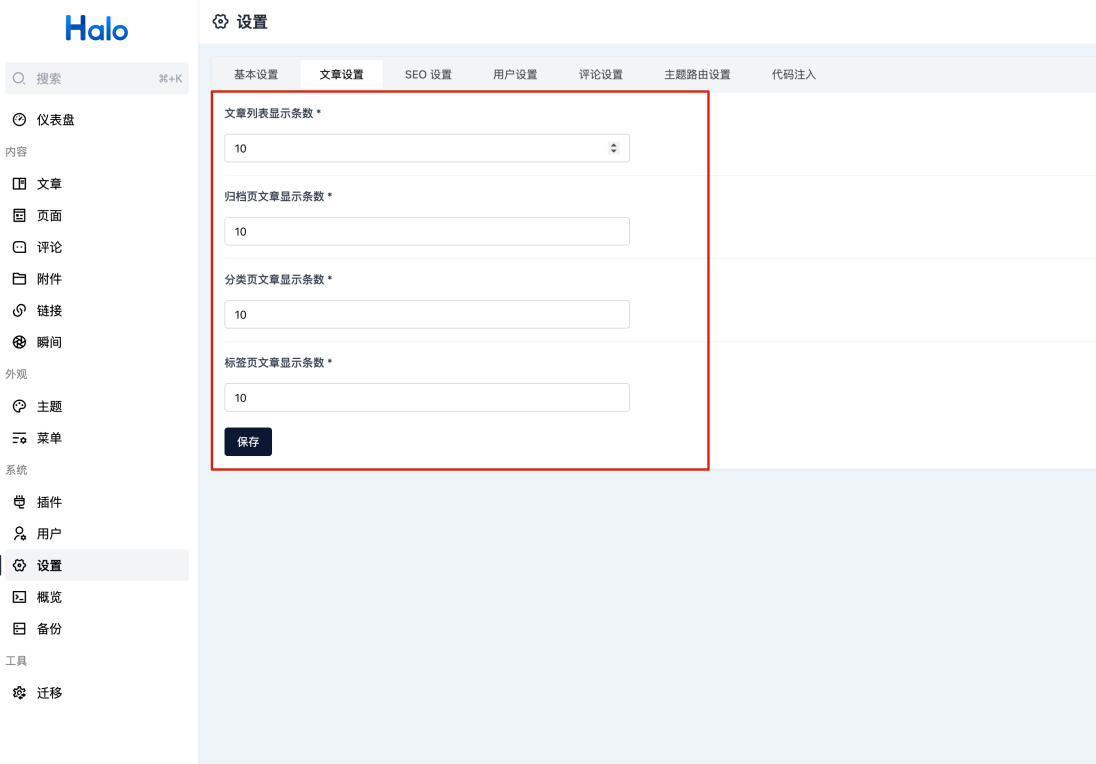 Halo
搜索 ⌘+K
仪表盘
内容
文章
页面
评论
附件
链接
瞬间
外观
主题
菜单
系统
插件
用户
设置
概览
备份
工具
迁移
设置
基本设置 文章设置 SEO 设置 用户设置 评论设置 主题路由设置 代码注入
文章列表显示条数 *
10
归档页文章显示条数 *
10
分类页文章显示条数 *
10
标签页文章显示条数 *
10
保存